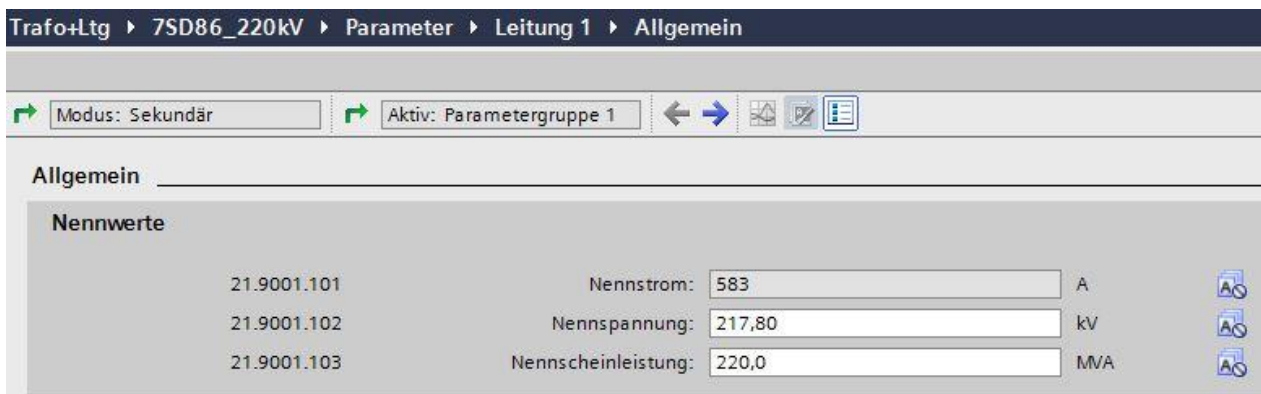 Trafo+Ltg ▸ 7SD86_220kV ▸ Parameter ▸ Leitung 1 ▸ Allgemein
Modus: Sekundär Aktiv: Parametergruppe 1
Allgemein
Nennwerte
21.9001.101 Nennstrom: 583 A
21.9001.102 Nennspannung: 217,80 kV
21.9001.103 Nennscheinleistung: 220,0 MVA